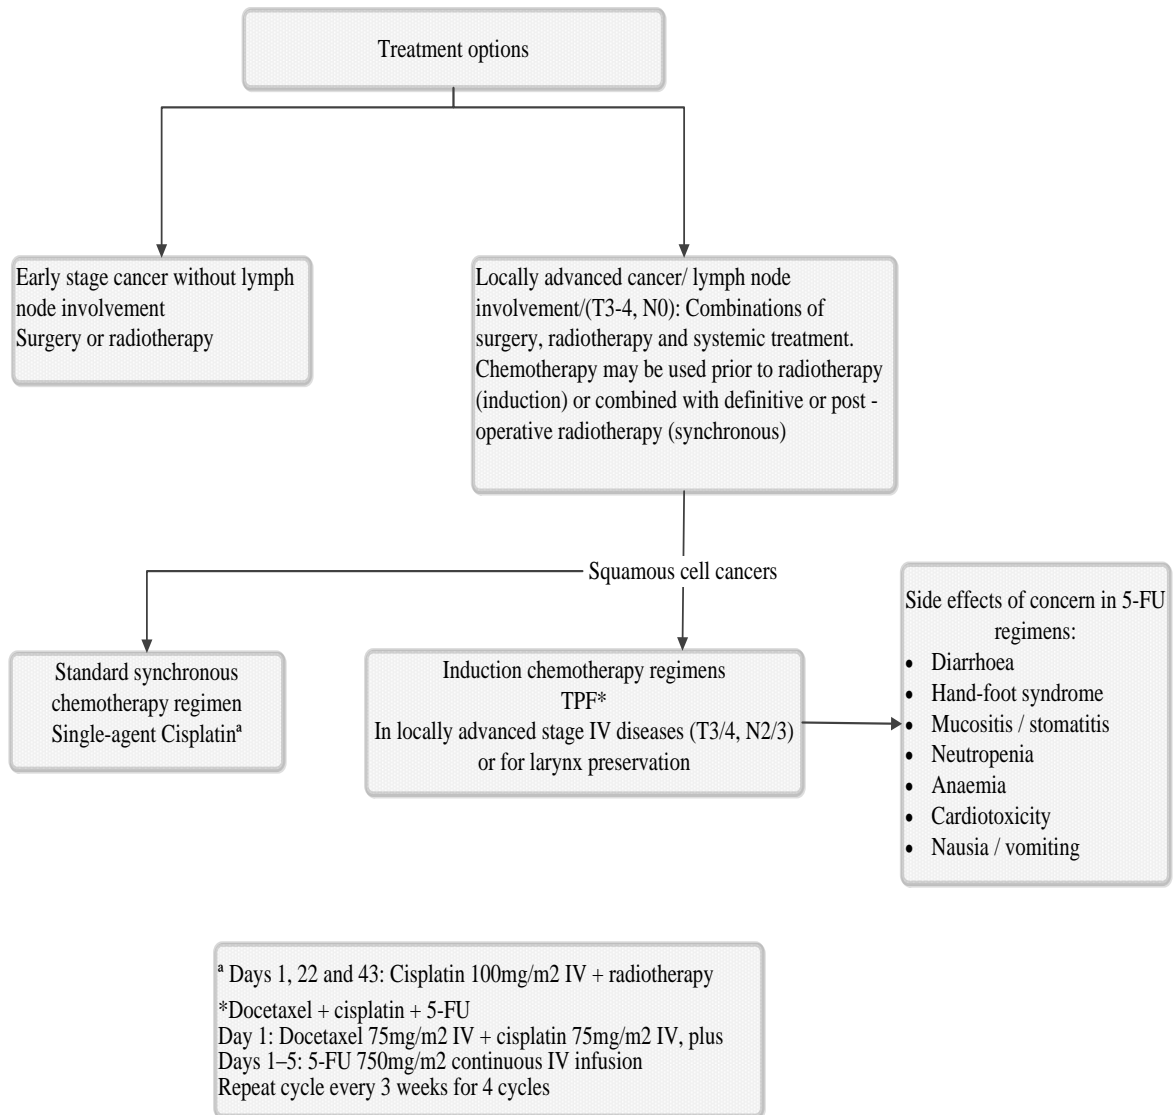 Treatment options
Early stage cancer without lymph
node involvement
Surgery or radiotherapy
Locally advanced cancer/ lymph node
involvement/(T3-4, N0): Combinations of
surgery, radiotherapy and systemic treatment.
Chemotherapy may be used prior to radiotherapy
(induction) or combined with definitive or post -
operative radiotherapy (synchronous)
Squamous cell cancers
Standard synchronous
chemotherapy regimen
Single-agent Cisplatinª
Induction chemotherapy regimens
TPF*
In locally advanced stage IV diseases (T3/4, N2/3)
or for larynx preservation
Side effects of concern in 5-FU
regimens:
• Diarrhoea
• Hand-foot syndrome
• Mucositis / stomatitis
• Neutropenia
• Anaemia
• Cardiotoxicity
• Nausia / vomiting
ª Days 1, 22 and 43: Cisplatin 100mg/m2 IV + radiotherapy
*Docetaxel + cisplatin + 5-FU
Day 1: Docetaxel 75mg/m2 IV + cisplatin 75mg/m2 IV, plus
Days 1–5: 5-FU 750mg/m2 continuous IV infusion
Repeat cycle every 3 weeks for 4 cycles